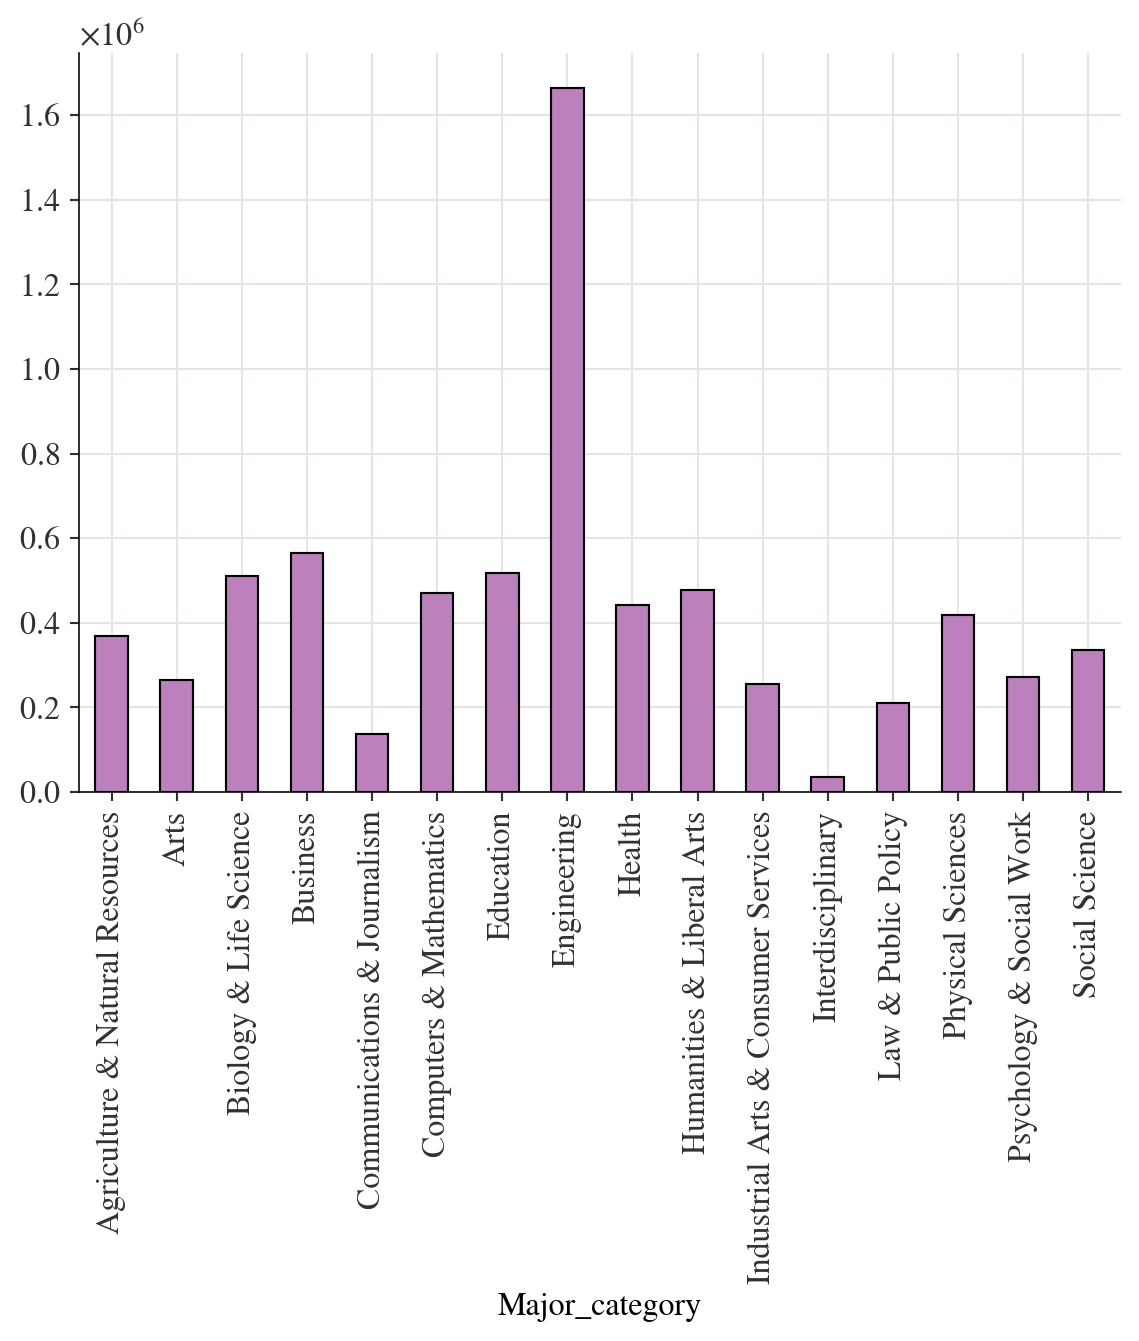 ×10⁶
1.6
1.4
1.2
1.0
0.8
0.6
0.4
0.2
0.0
Agriculture & Natural Resources
Arts
Biology & Life Science
Business
Communications & Journalism
Computers & Mathematics
Education
Engineering
Health
Humanities & Liberal Arts
Industrial Arts & Consumer Services
Interdisciplinary
Law & Public Policy
Physical Sciences
Psychology & Social Work
Social Science
Major_category